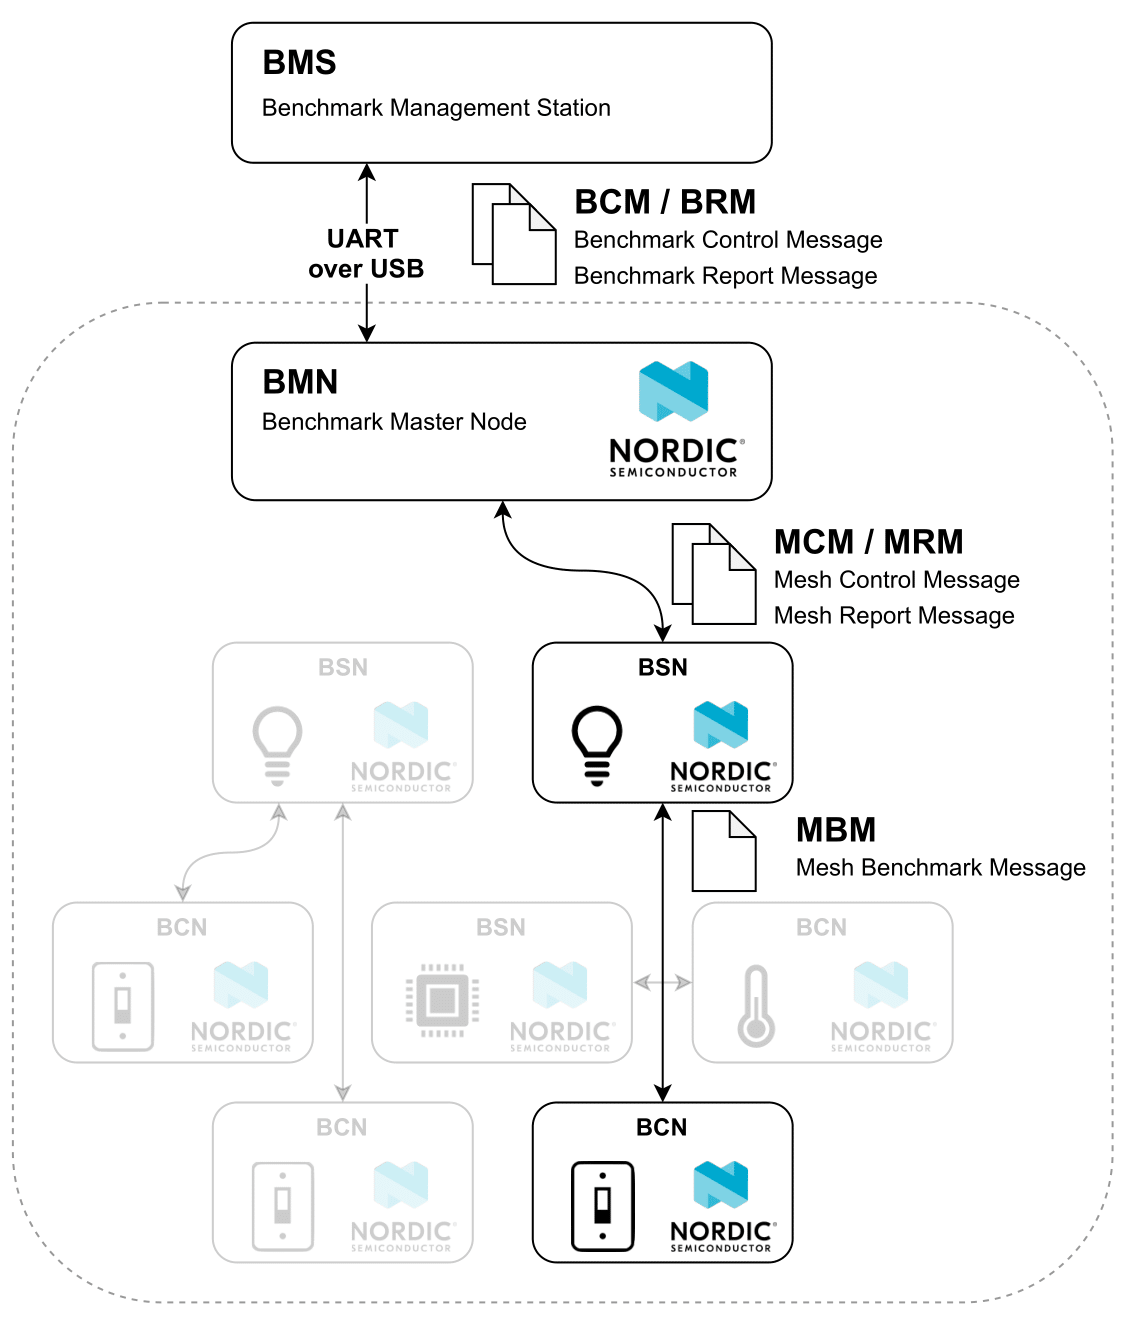 BMS
Benchmark Management Station
UART
over USB
BCM / BRM
Benchmark Control Message
Benchmark Report Message
BMN
Benchmark Master Node
NORDIC®
SEMICONDUCTOR
MCM / MRM
Mesh Control Message
Mesh Report Message
BSN
NORDIC®
SEMICONDUCTOR
BSN
NORDIC®
SEMICONDUCTOR
MBM
Mesh Benchmark Message
BCN
NORDIC®
SEMICONDUCTOR
BSN
NORDIC®
SEMICONDUCTOR
BCN
NORDIC®
SEMICONDUCTOR
BCN
NORDIC®
SEMICONDUCTOR
BCN
NORDIC®
SEMICONDUCTOR